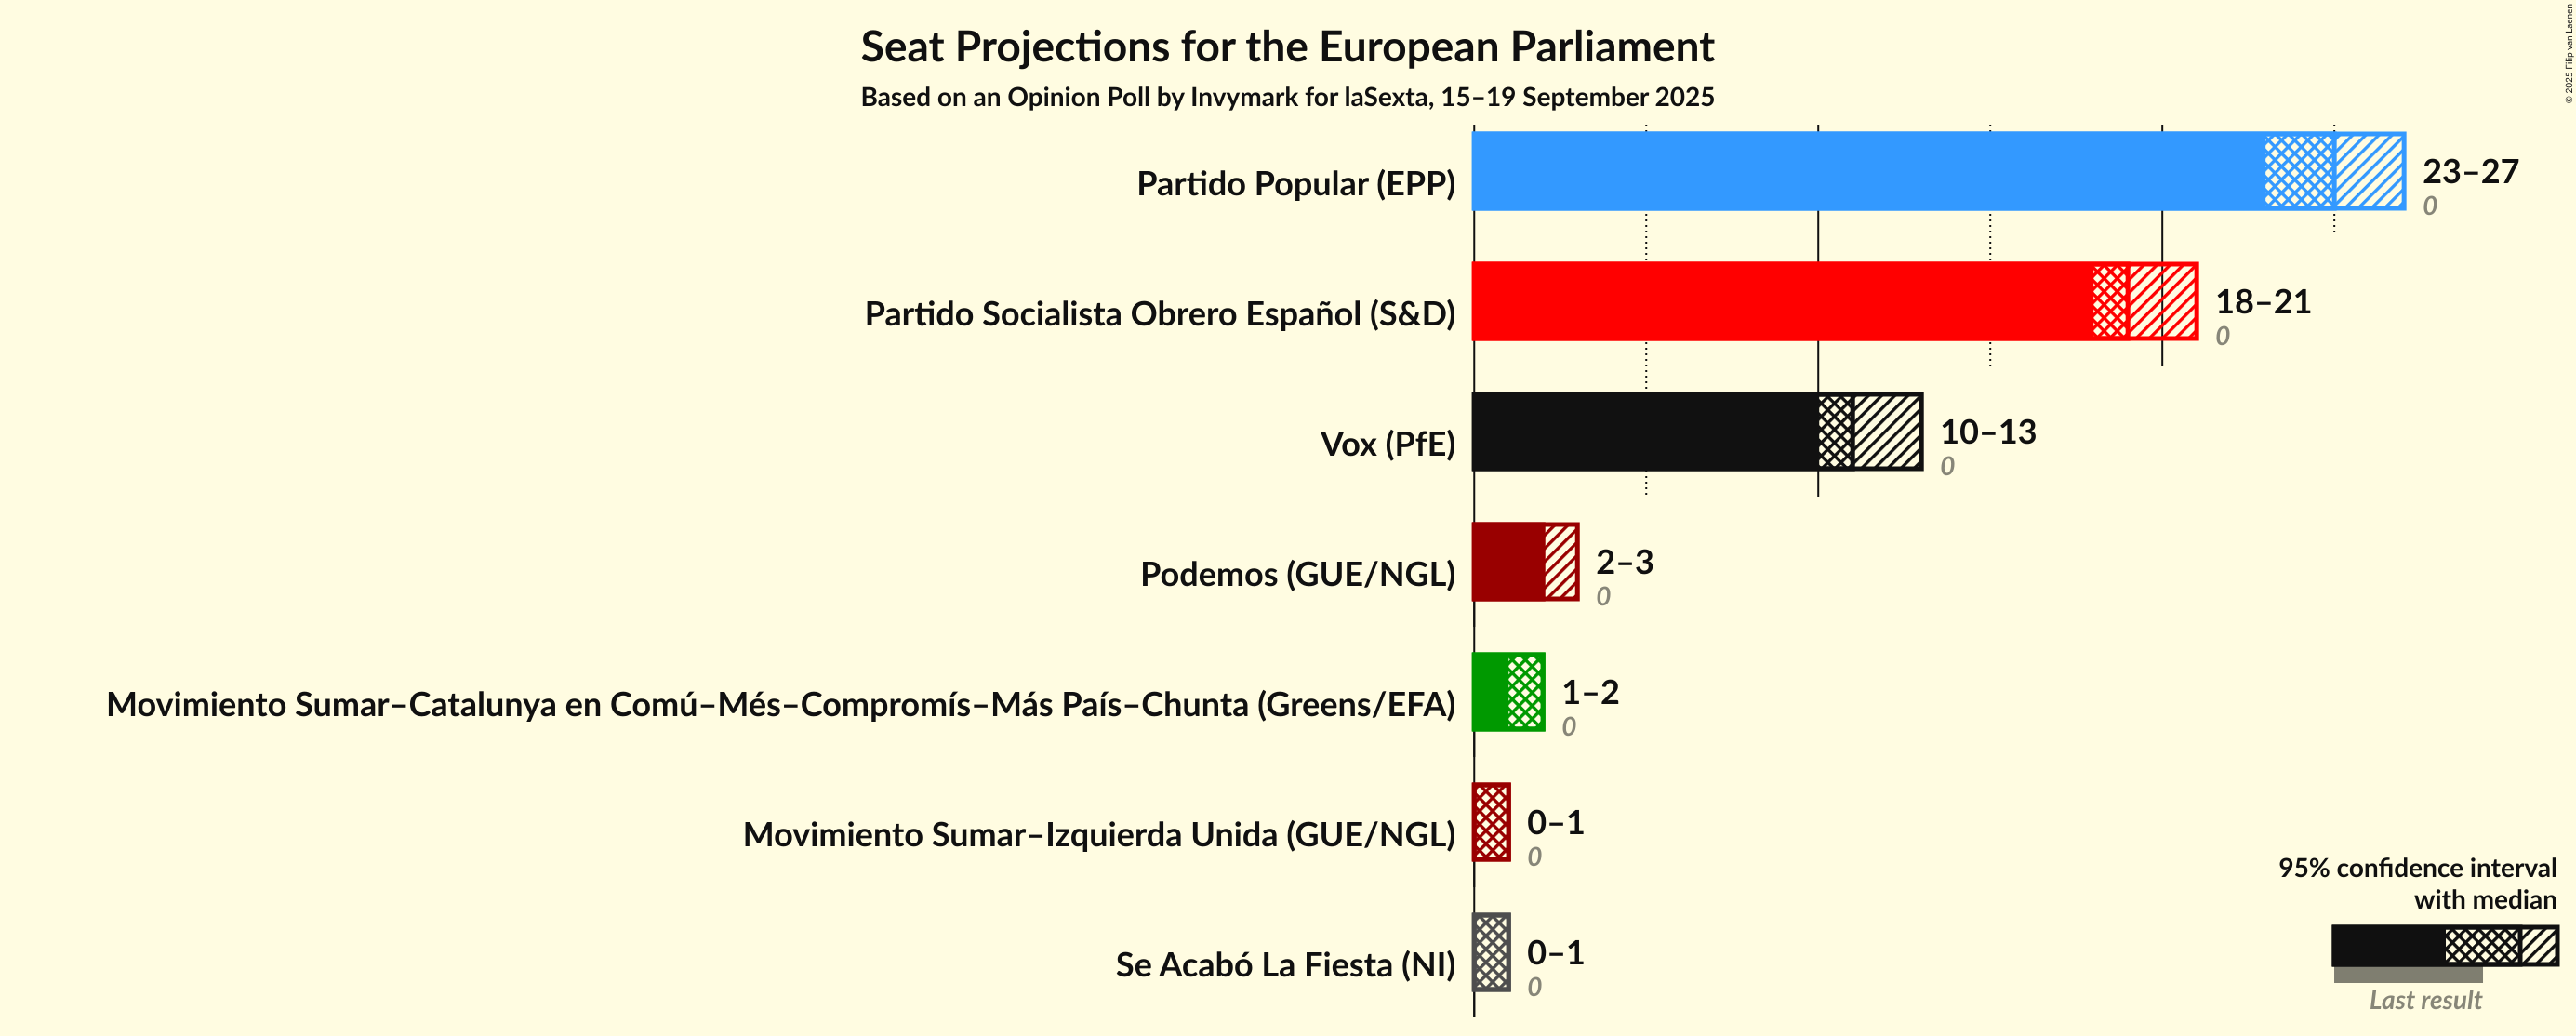 Seat Projections for the European Parliament
Based on an Opinion Poll by Invymark for laSexta, 15–19 September 2025
© 2025 Filip van Laenen
Partido Popular (EPP)
23–27
0
Partido Socialista Obrero Español (S&D)
18–21
0
Vox (PfE)
10–13
0
Podemos (GUE/NGL)
2–3
0
Movimiento Sumar–Catalunya en Comú–Més–Compromís–Más País–Chunta (Greens/EFA)
1–2
0
Movimiento Sumar–Izquierda Unida (GUE/NGL)
0–1
0
Se Acabó La Fiesta (NI)
0–1
0
95% confidence interval
with median
Last result